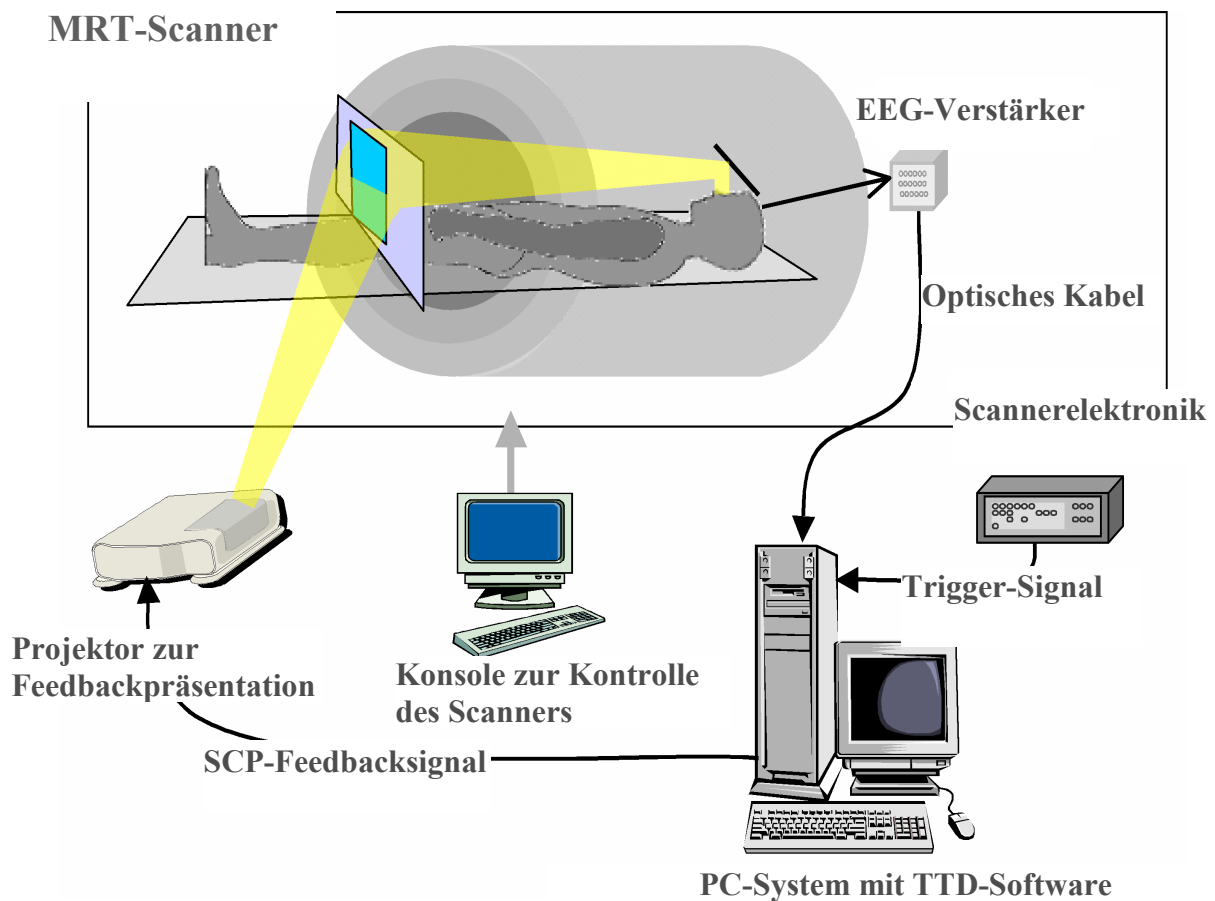 MRT-Scanner
EEG-Verstärker
Optisches Kabel
Scannerelektronik
Trigger-Signal
Projektor zur
Feedbackpräsentation
Konsole zur Kontrolle
des Scanners
SCP-Feedbacksignal
PC-System mit TTD-Software